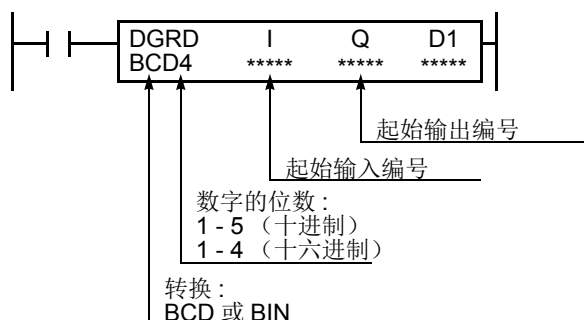 DGRD I Q D1
BCD4 ***** ***** *****
起始输出编号
起始输入编号
数字的位数 :
1 - 5 （十进制）
1 - 4 （十六进制）
转换 :
BCD 或 BIN